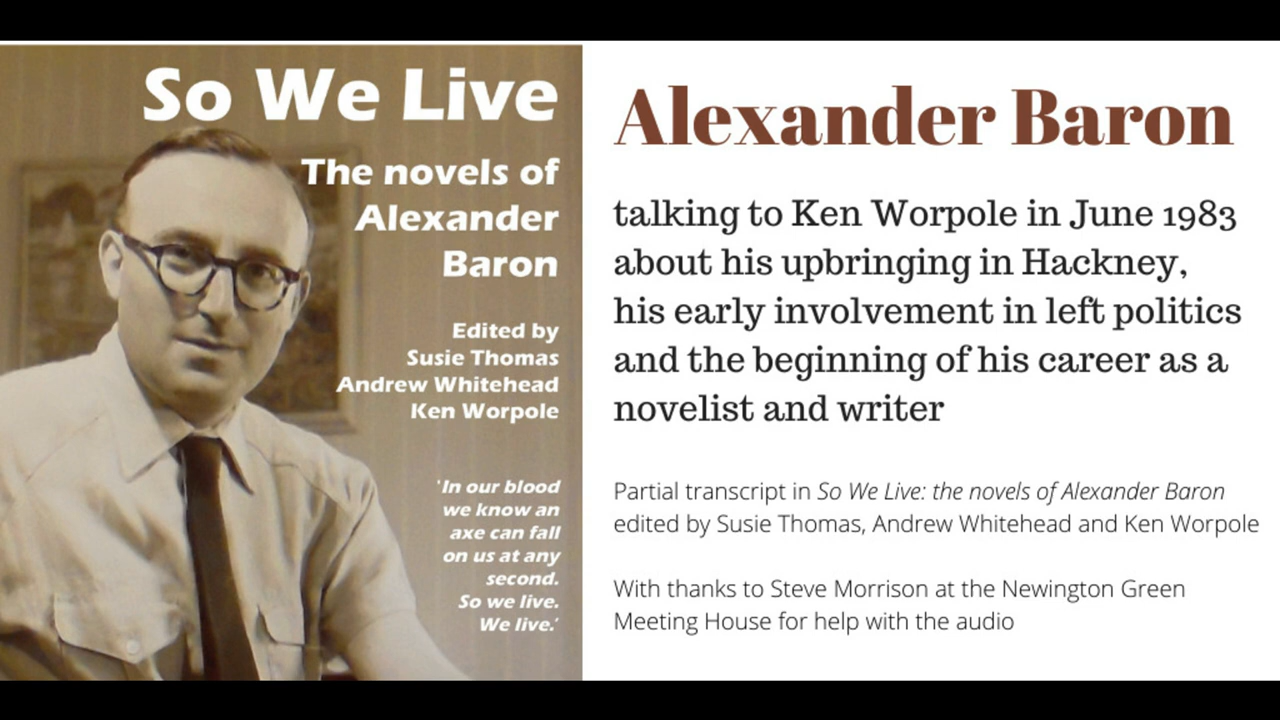 So We Live
The novels of
Alexander
Baron
Edited by
Susie Thomas
Andrew Whitehead
Ken Worpole
‘In our blood
we know an
axe can fall
on us at any
second.
So we live.
We live.’
Alexander Baron
talking to Ken Worpole in June 1983
about his upbringing in Hackney,
his early involvement in left politics
and the beginning of his career as a
novelist and writer
Partial transcript in So We Live: the novels of Alexander Baron
edited by Susie Thomas, Andrew Whitehead and Ken Worpole
With thanks to Steve Morrison at the Newington Green
Meeting House for help with the audio